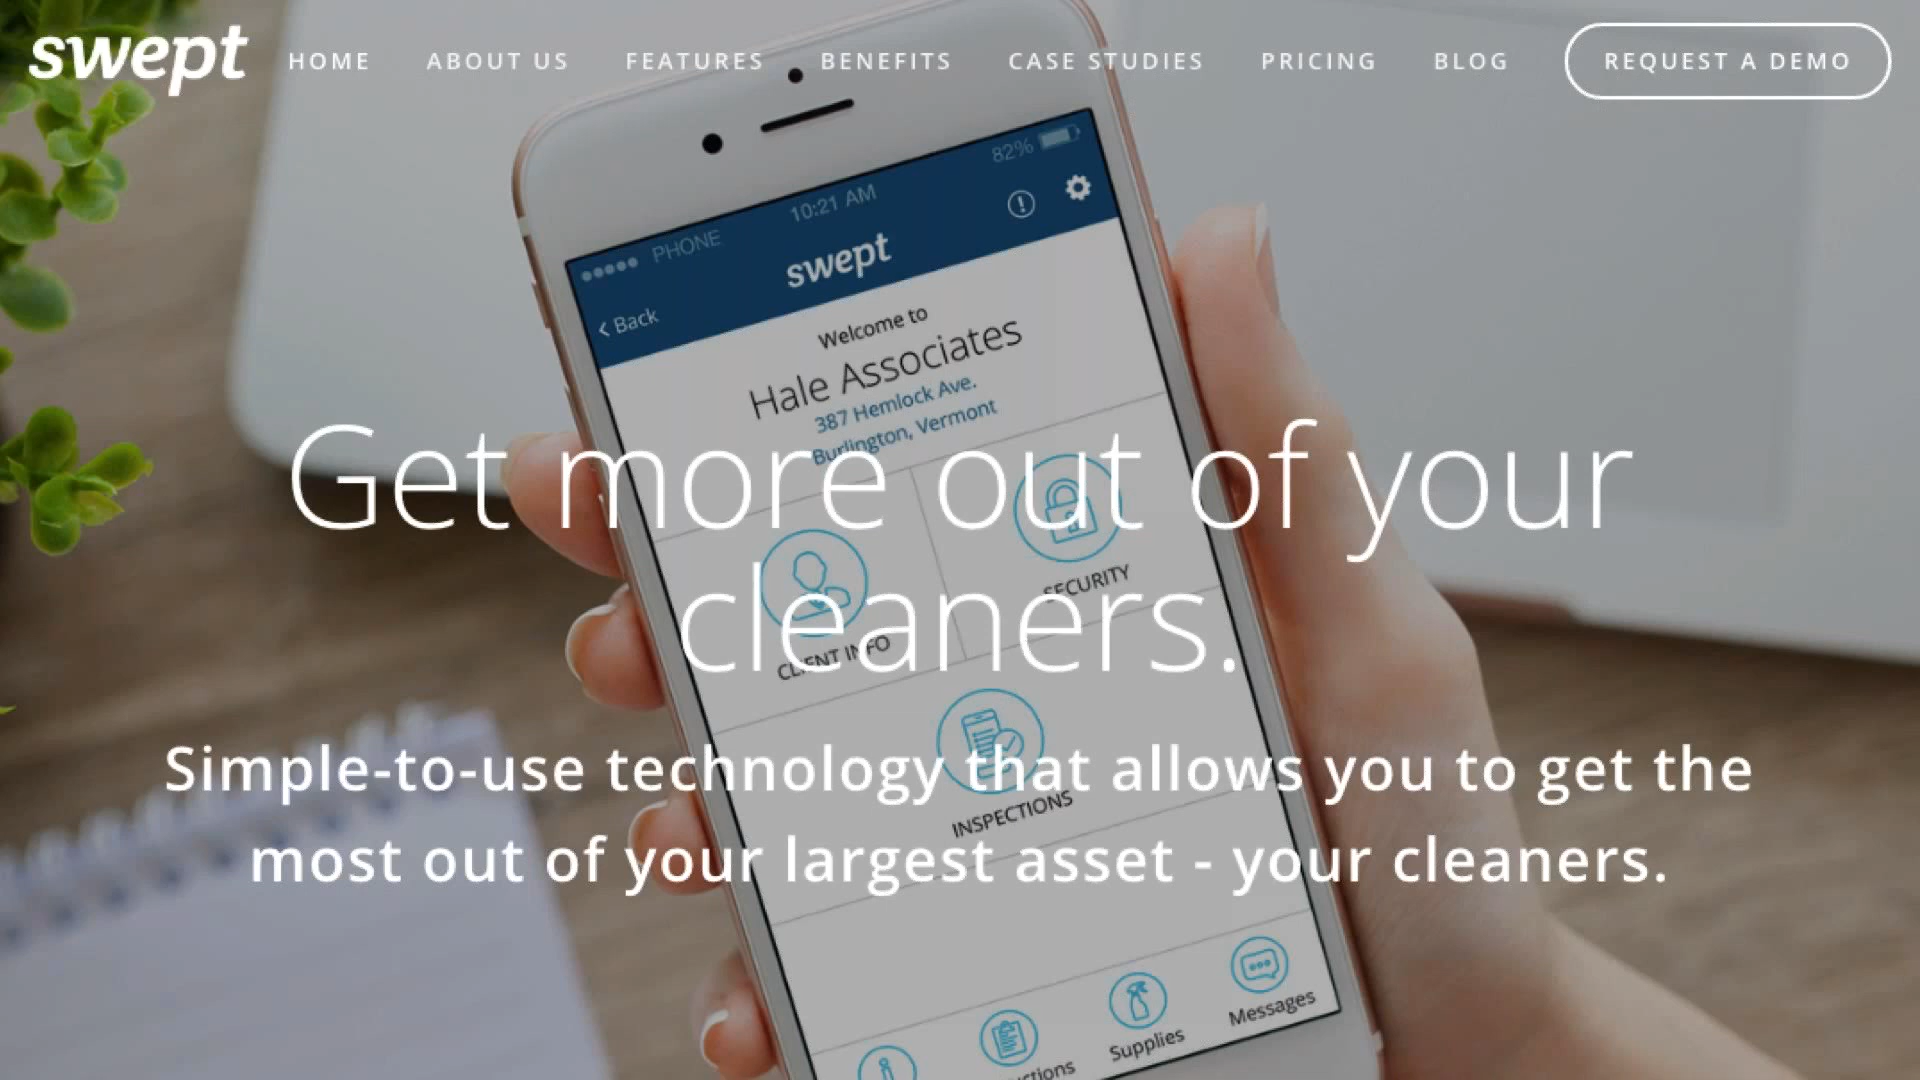 swept
HOME
ABOUT US
FEATURES
BENEFITS
CASE STUDIES
PRICING
BLOG
REQUEST A DEMO
PHONE
10:21 AM
82%
swept
< Back
Welcome to
Hale Associates
387 Hemlock Ave.
Burlington, Vermont
Get more out of your
cleaners.
SECURITY
CLIENT INFO
Simple-to-use technology that allows you to get the
INSPECTIONS
most out of your largest asset - your cleaners.
Supplies
Messages